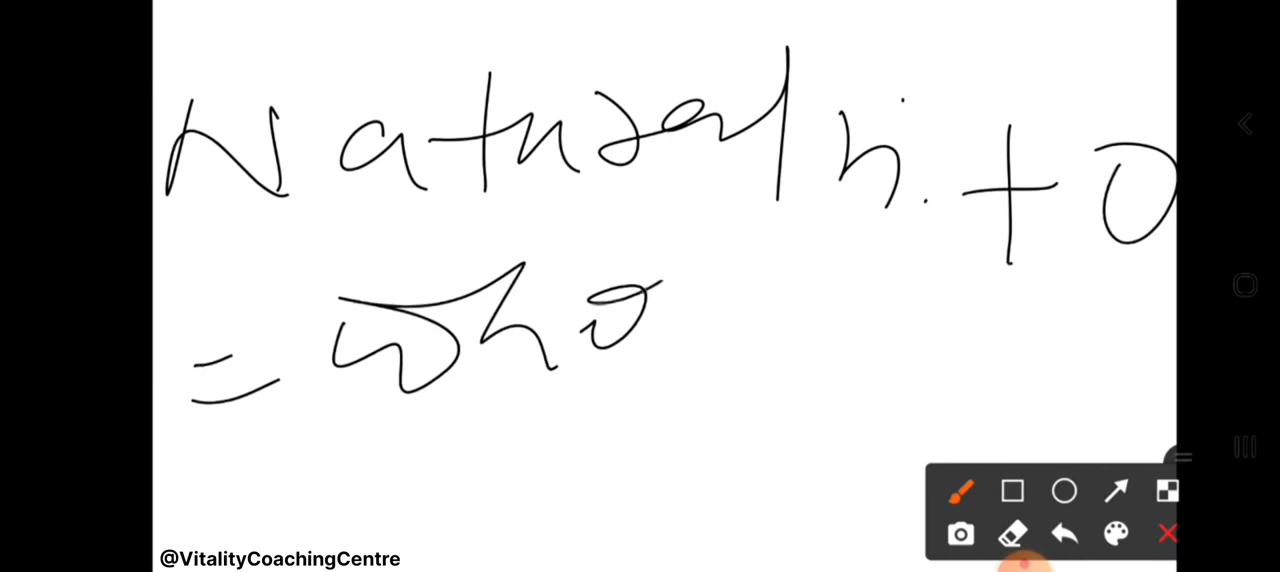 Natural n. + 0
= who
@VitalityCoachingCentre